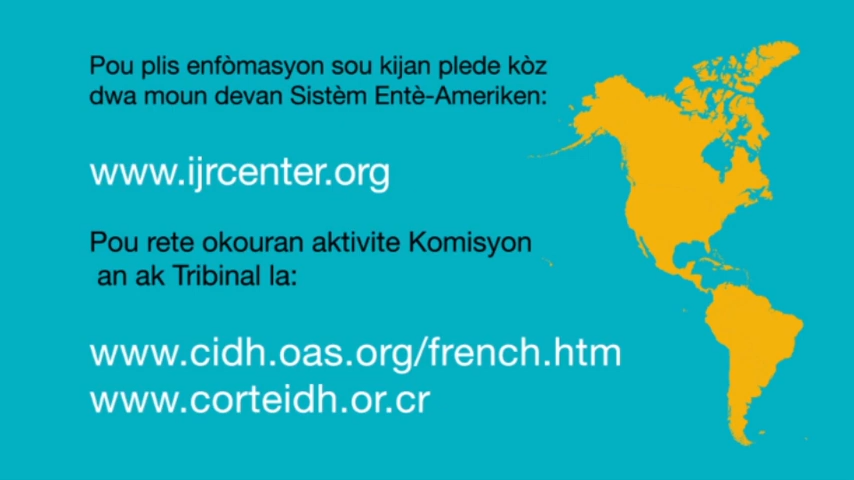 Pou plis enfòmasyon sou kijan plede kòz
dwa moun devan Sistèm Entè-Ameriken:
www.ijrcenter.org
Pou rete okouran aktivite Komisyon
an ak Tribinal la:
www.cidh.oas.org/french.htm
www.corteidh.or.cr